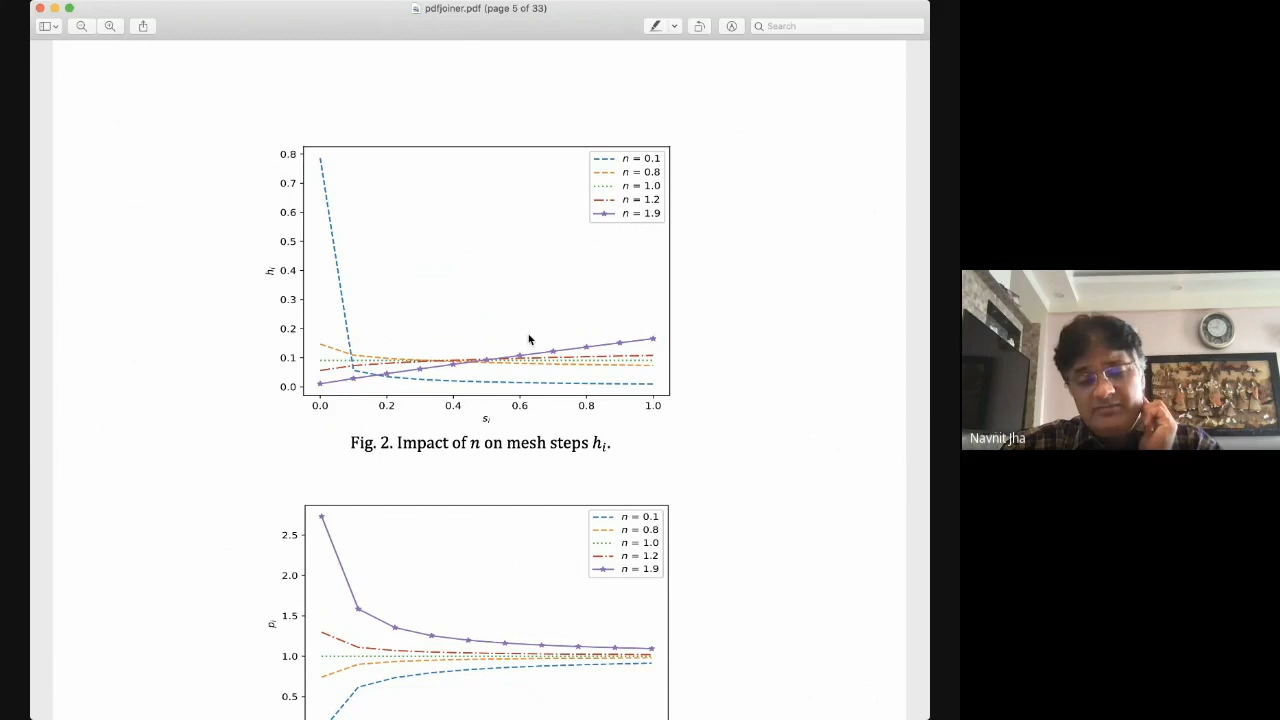 pdfjoiner.pdf (page 5 of 33)
Search
0.8
0.7
0.6
0.5
0.4
0.3
0.2
0.1
0.0
h_i
n = 0.1
n = 0.8
n = 1.0
n = 1.2
n = 1.9
0.0 0.2 0.4 0.6 0.8 1.0
s_i
Fig. 2. Impact of n on mesh steps h_i.
2.5
2.0
1.5
1.0
0.5
p_i
n = 0.1
n = 0.8
n = 1.0
n = 1.2
n = 1.9
Navnit Jha